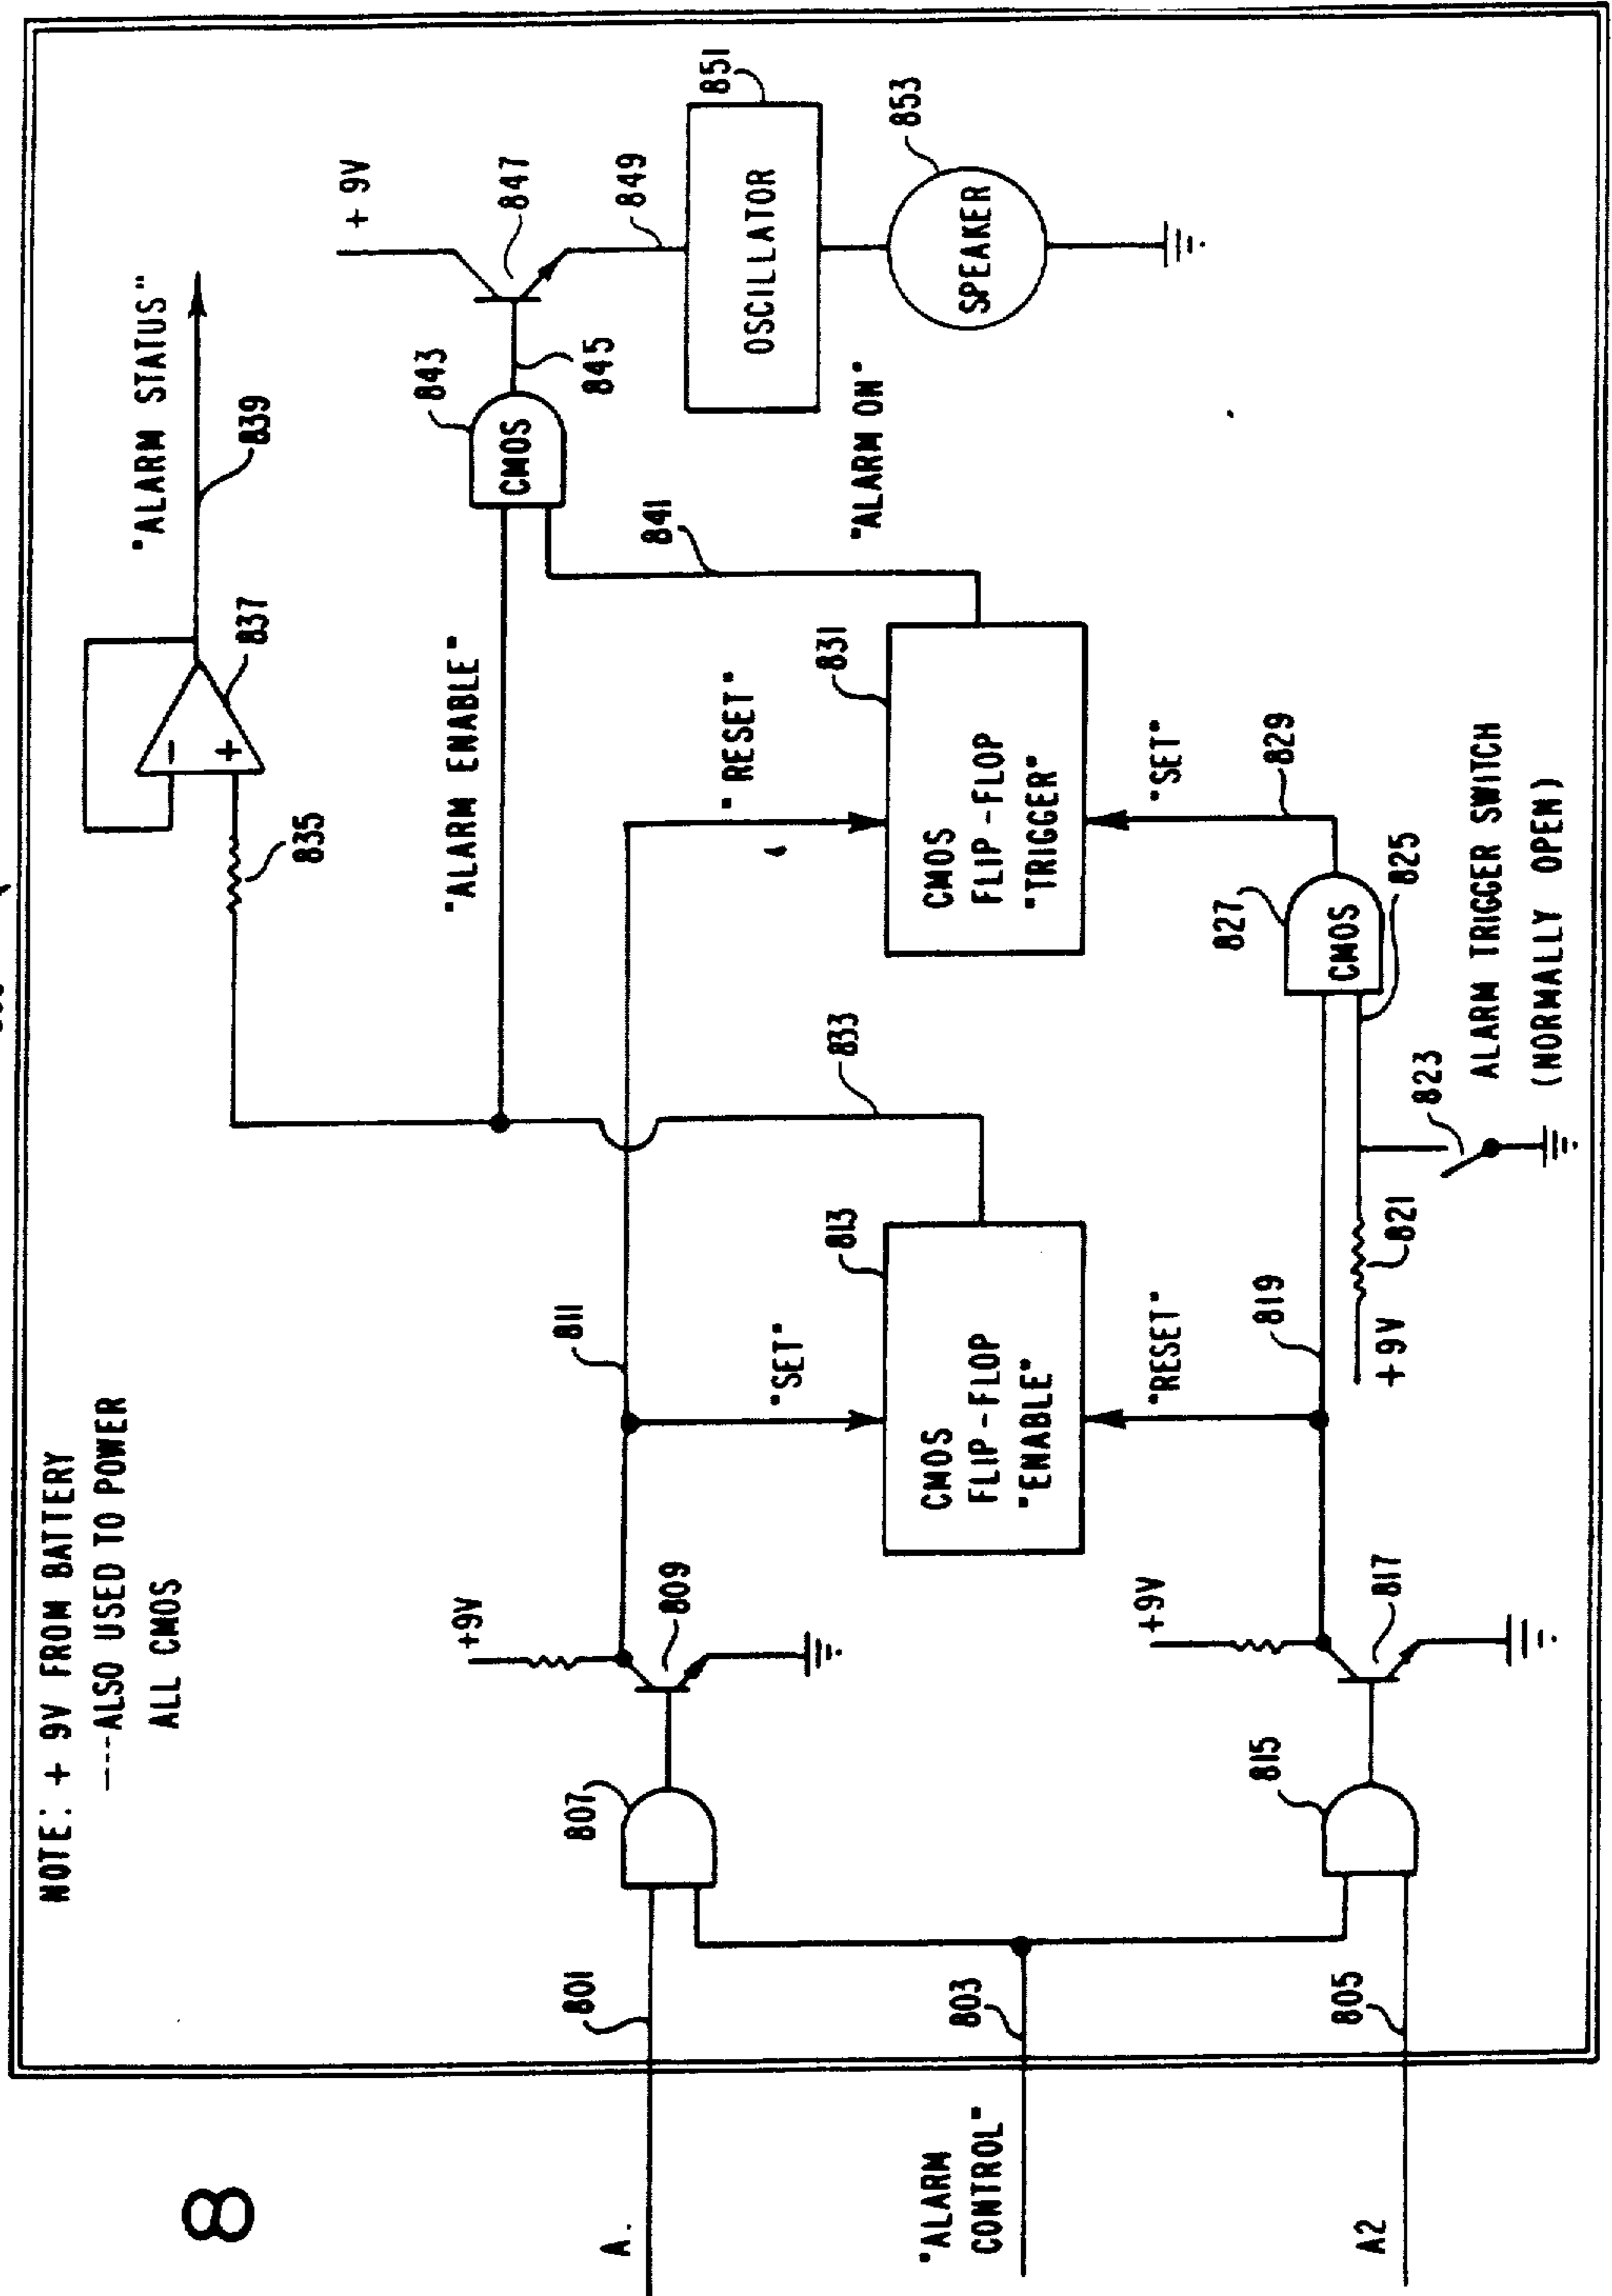 8
NOTE: + 9V FROM BATTERY
---ALSO USED TO POWER
ALL CMOS
"ALARM STATUS"
839
837
835
+ 9V
847
849
843
CMOS
845
OSCILLATOR
851
SPEAKER
853
"ALARM ENABLE"
841
"ALARM ON"
811
"RESET"
831
CMOS
FLIP-FLOP
"TRIGGER"
"SET"
829
833
"SET"
813
CMOS
FLIP-FLOP
"ENABLE"
"RESET"
819
827
CMOS
825
+9V
821
823
ALARM TRIGGER SWITCH
(NORMALLY OPEN)
+9V
809
807
+9V
817
815
A.
801
"ALARM
CONTROL"
803
A2
805